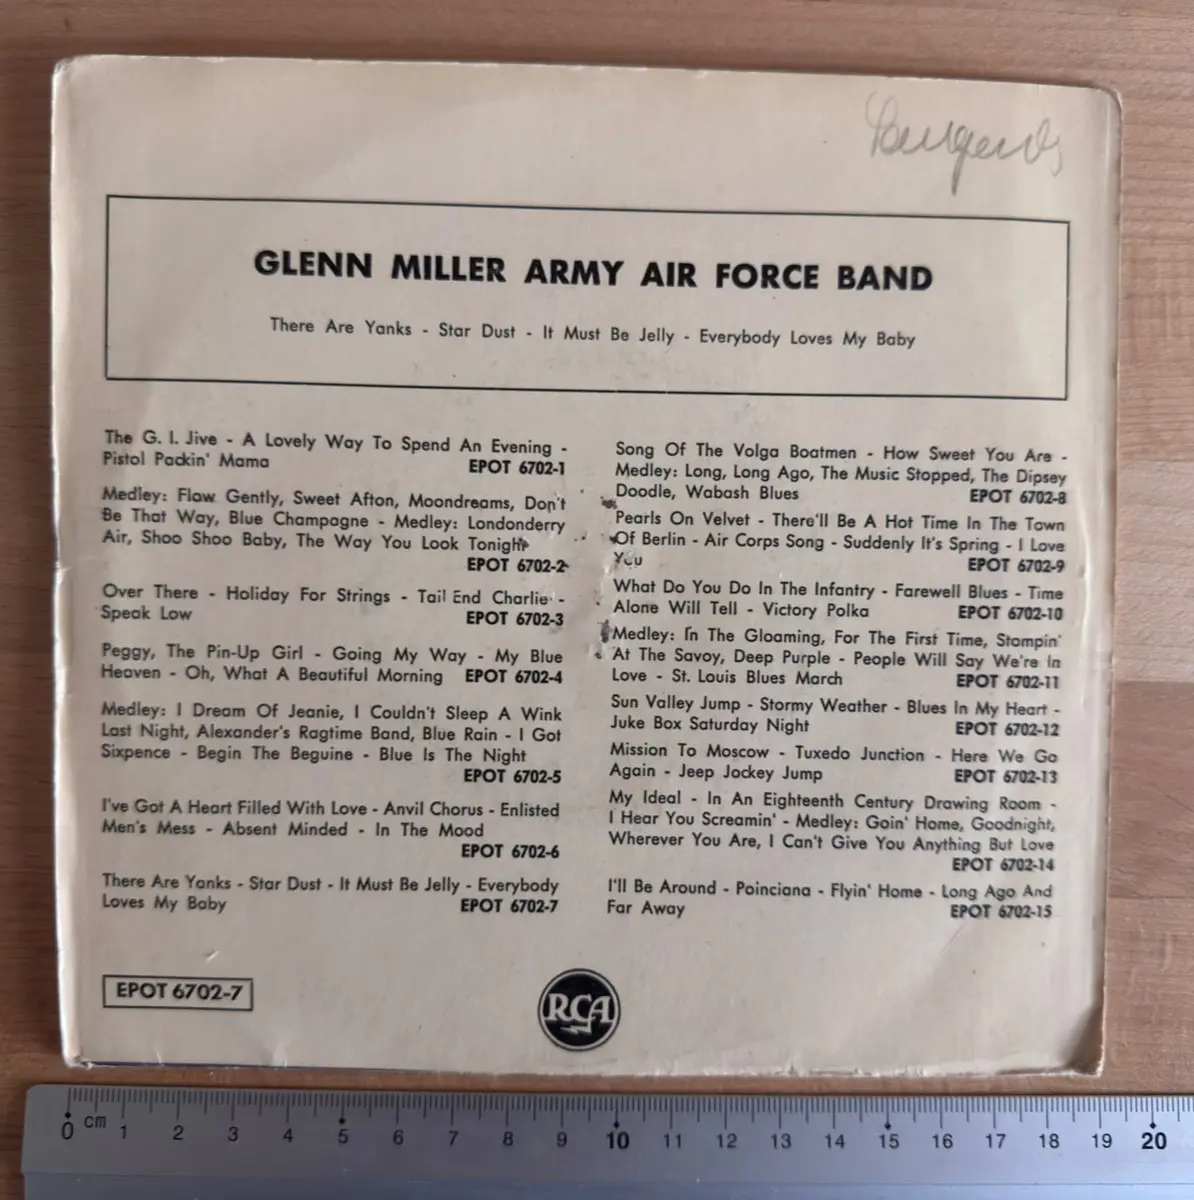 GLENN MILLER ARMY AIR FORCE BAND
There Are Yanks - Star Dust - It Must Be Jelly - Everybody Loves My Baby
The G. I. Jive - A Lovely Way To Spend An Evening -
Pistol Packin' Mama EPOT 6702-1
Medley: Flow Gently, Sweet Afton, Moondreams, Don't
Be That Way, Blue Champagne - Medley: Londonderry
Air, Shoo Shoo Baby, The Way You Look Tonight
EPOT 6702-2
Over There - Holiday For Strings - Tail End Charlie -
Speak Low EPOT 6702-3
Peggy, The Pin-Up Girl - Going My Way - My Blue
Heaven - Oh, What A Beautiful Morning EPOT 6702-4
Medley: I Dream Of Jeanie, I Couldn't Sleep A Wink
Last Night, Alexander's Ragtime Band, Blue Rain - I Got
Sixpence - Begin The Beguine - Blue Is The Night
EPOT 6702-5
I've Got A Heart Filled With Love - Anvil Chorus - Enlisted
Men's Mess - Absent Minded - In The Mood
EPOT 6702-6
There Are Yanks - Star Dust - It Must Be Jelly - Everybody
Loves My Baby EPOT 6702-7
Song Of The Volga Boatmen - How Sweet You Are -
Medley: Long, Long Ago, The Music Stopped, The Dipsey
Doodle, Wabash Blues EPOT 6702-8
Pearls On Velvet - There'll Be A Hot Time In The Town
Of Berlin - Air Corps Song - Suddenly It's Spring - I Love
You EPOT 6702-9
What Do You Do In The Infantry - Farewell Blues - Time
Alone Will Tell - Victory Polka EPOT 6702-10
Medley: In The Gloaming, For The First Time, Stompin'
At The Savoy, Deep Purple - People Will Say We're In
Love - St. Louis Blues March EPOT 6702-11
Sun Valley Jump - Stormy Weather - Blues In My Heart -
Juke Box Saturday Night EPOT 6702-12
Mission To Moscow - Tuxedo Junction - Here We Go
Again - Jeep Jockey Jump EPOT 6702-13
My Ideal - In An Eighteenth Century Drawing Room -
I Hear You Screamin' - Medley: Goin' Home, Goodnight,
Wherever You Are, I Can't Give You Anything But Love
EPOT 6702-14
I'll Be Around - Poinciana - Flyin' Home - Long Ago And
Far Away EPOT 6702-15
EPOT 6702-7
RCA
0 cm 1 2 3 4 5 6 7 8 9 10 11 12 13 14 15 16 17 18 19 20